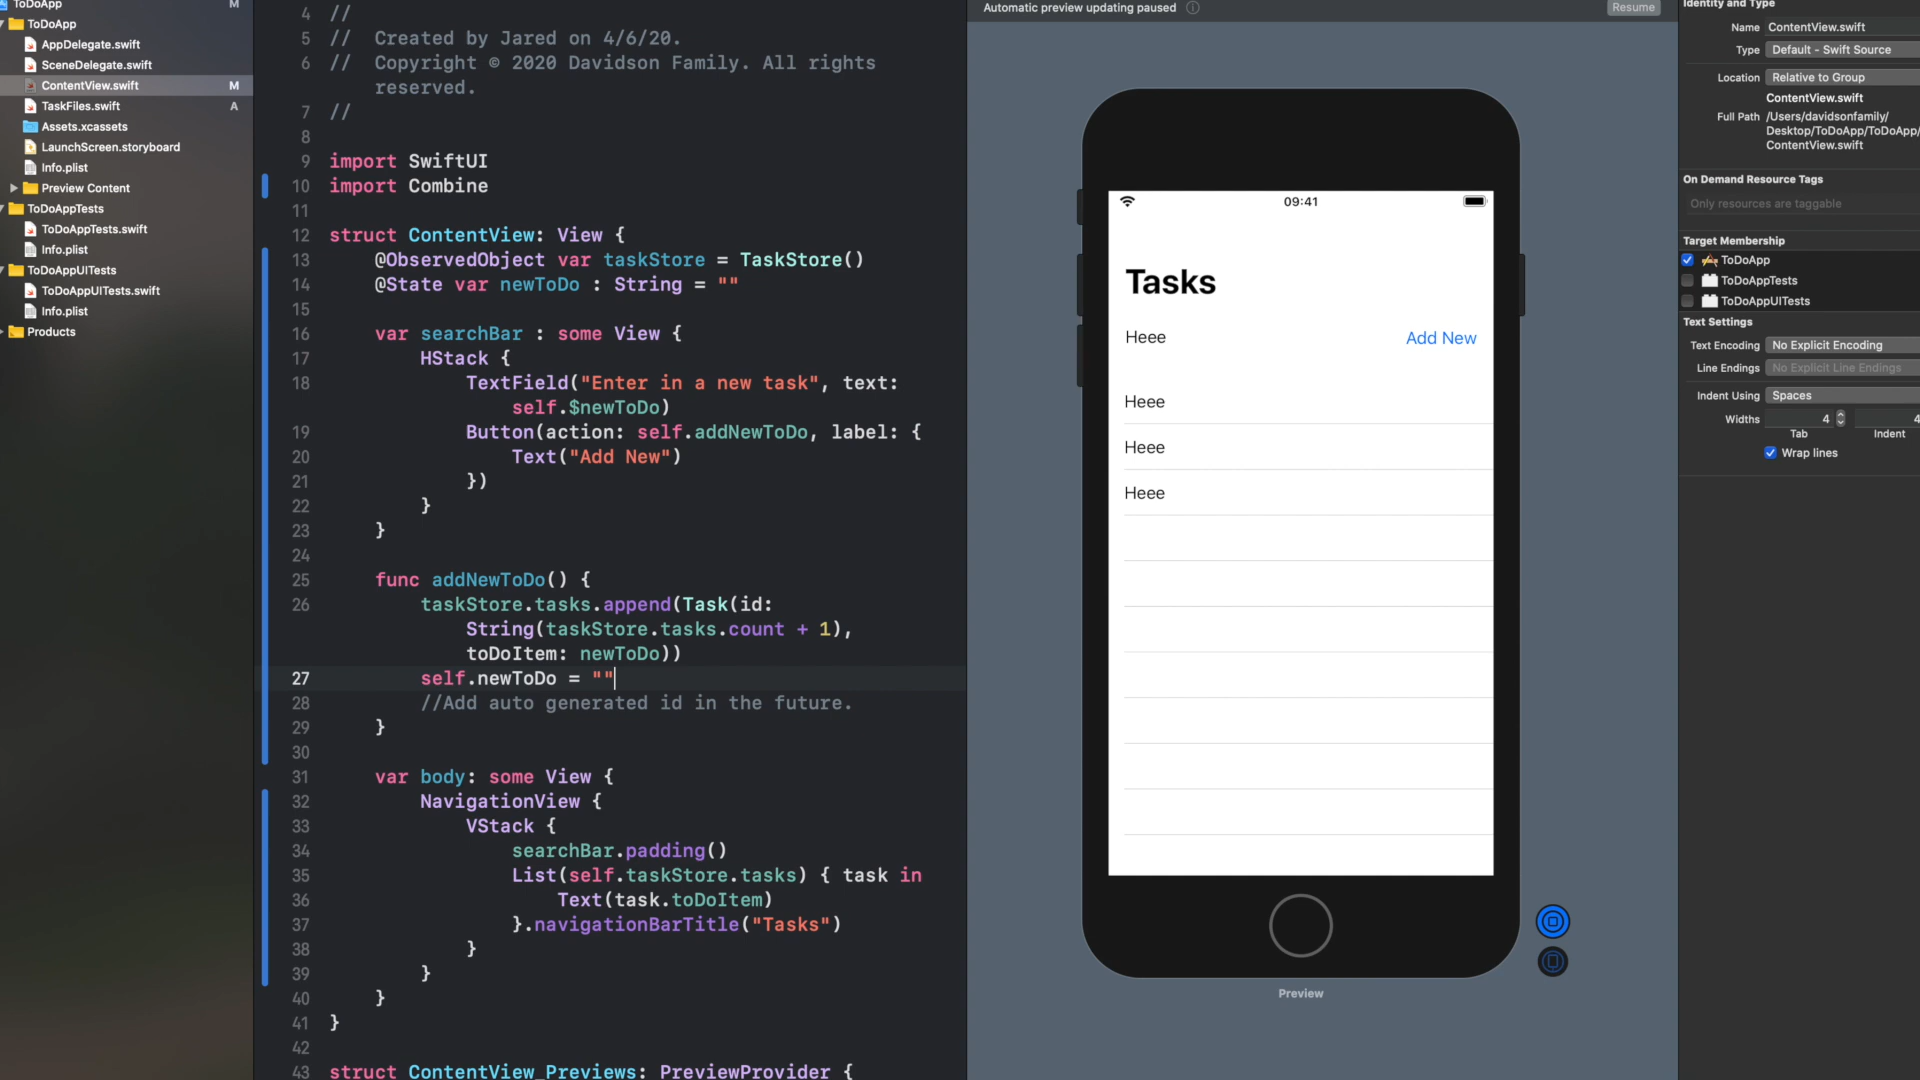 ToDoApp M
ToDoApp
AppDelegate.swift
SceneDelegate.swift
ContentView.swift M
TaskFiles.swift A
Assets.xcassets
LaunchScreen.storyboard
Info.plist
Preview Content
ToDoAppTests
ToDoAppTests.swift
Info.plist
ToDoAppUITests
ToDoAppUITests.swift
Info.plist
Products
4 //
5 // Created by Jared on 4/6/20.
6 // Copyright © 2020 Davidson Family. All rights
reserved.
7 //
8
9 import SwiftUI
10 import Combine
11
12 struct ContentView: View {
13 @ObservedObject var taskStore = TaskStore()
14 @State var newToDo : String = ""
15
16 var searchBar : some View {
17 HStack {
18 TextField("Enter in a new task", text:
self.$newToDo)
19 Button(action: self.addNewToDo, label: {
20 Text("Add New")
21 })
22 }
23 }
24
25 func addNewToDo() {
26 taskStore.tasks.append(Task(id:
String(taskStore.tasks.count + 1),
toDoItem: newToDo))
27 self.newToDo = ""
28 //Add auto generated id in the future.
29 }
30
31 var body: some View {
32 NavigationView {
33 VStack {
34 searchBar.padding()
35 List(self.taskStore.tasks) { task in
36 Text(task.toDoItem)
37 }.navigationBarTitle("Tasks")
38 }
39 }
40 }
41 }
42
43 struct ContentView_Previews: PreviewProvider {
Automatic preview updating paused
Resume
09:41
Tasks
Heee Add New
Heee
Heee
Heee
Preview
Identity and Type
Name ContentView.swift
Type Default - Swift Source
Location Relative to Group
ContentView.swift
Full Path /Users/davidsonfamily/
Desktop/ToDoApp/ToDoApp/
ContentView.swift
On Demand Resource Tags
Only resources are taggable
Target Membership
ToDoApp
ToDoAppTests
ToDoAppUITests
Text Settings
Text Encoding No Explicit Encoding
Line Endings No Explicit Line Endings
Indent Using Spaces
Widths 4 4
Tab Indent
Wrap lines